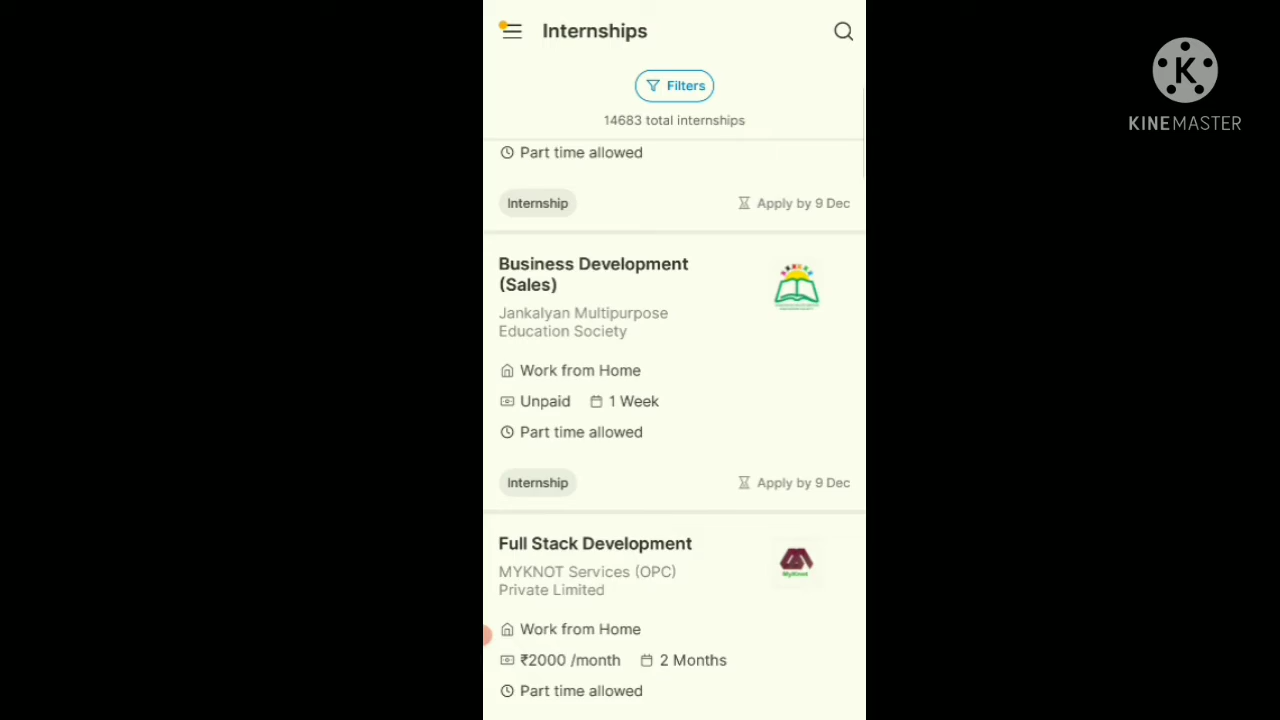 Internships
K
KINEMASTER
Filters
14683 total internships
Part time allowed
Internship
Apply by 9 Dec
Business Development
(Sales)
Jankalyan Multipurpose
Education Society
Work from Home
Unpaid 1 Week
Part time allowed
Internship
Apply by 9 Dec
Full Stack Development
MYKNOT Services (OPC)
Private Limited
Work from Home
₹2000 /month 2 Months
Part time allowed